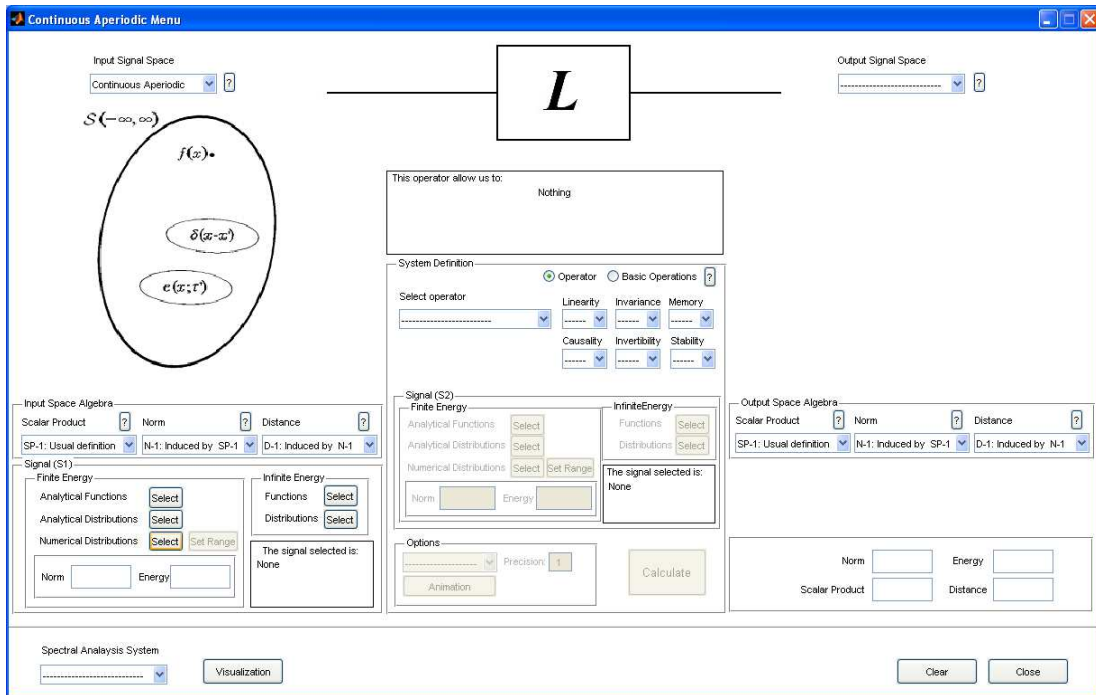 Continuous Aperiodic Menu
Input Signal Space
Continuous Aperiodic
?
L
Output Signal Space
---------------------------
?
S(−∞,∞)
f(x)
δ(x-x')
e(x;τ')
This operator allow us to:
Nothing
System Definition
Operator
Basic Operations
?
Select operator
-------------------------
Linearity
Invariance
Memory
------
------
------
Causality
Invertibility
Stability
------
------
------
Input Space Algebra
Scalar Product
?
Norm
?
Distance
?
SP-1: Usual definition
N-1: Induced by SP-1
D-1: Induced by N-1
Signal (S1)
Finite Energy
Analytical Functions
Select
Analytical Distributions
Select
Numerical Distributions
Select
Set Range
Norm
Energy
Infinite Energy
Functions
Select
Distributions
Select
The signal selected is:
None
Signal (S2)
Finite Energy
Analytical Functions
Select
Analytical Distributions
Select
Numerical Distributions
Select
Set Range
Norm
Energy
InfiniteEnergy
Functions
Select
Distributions
Select
The signal selected is:
None
Options
---------------------
Precision:
1
Animation
Calculate
Output Space Algebra
Scalar Product
?
Norm
?
Distance
?
SP-1: Usual definition
N-1: Induced by SP-1
D-1: Induced by N-1
Norm
Energy
Scalar Product
Distance
Spectral Analaysis System
--------------------------
Visualization
Clear
Close